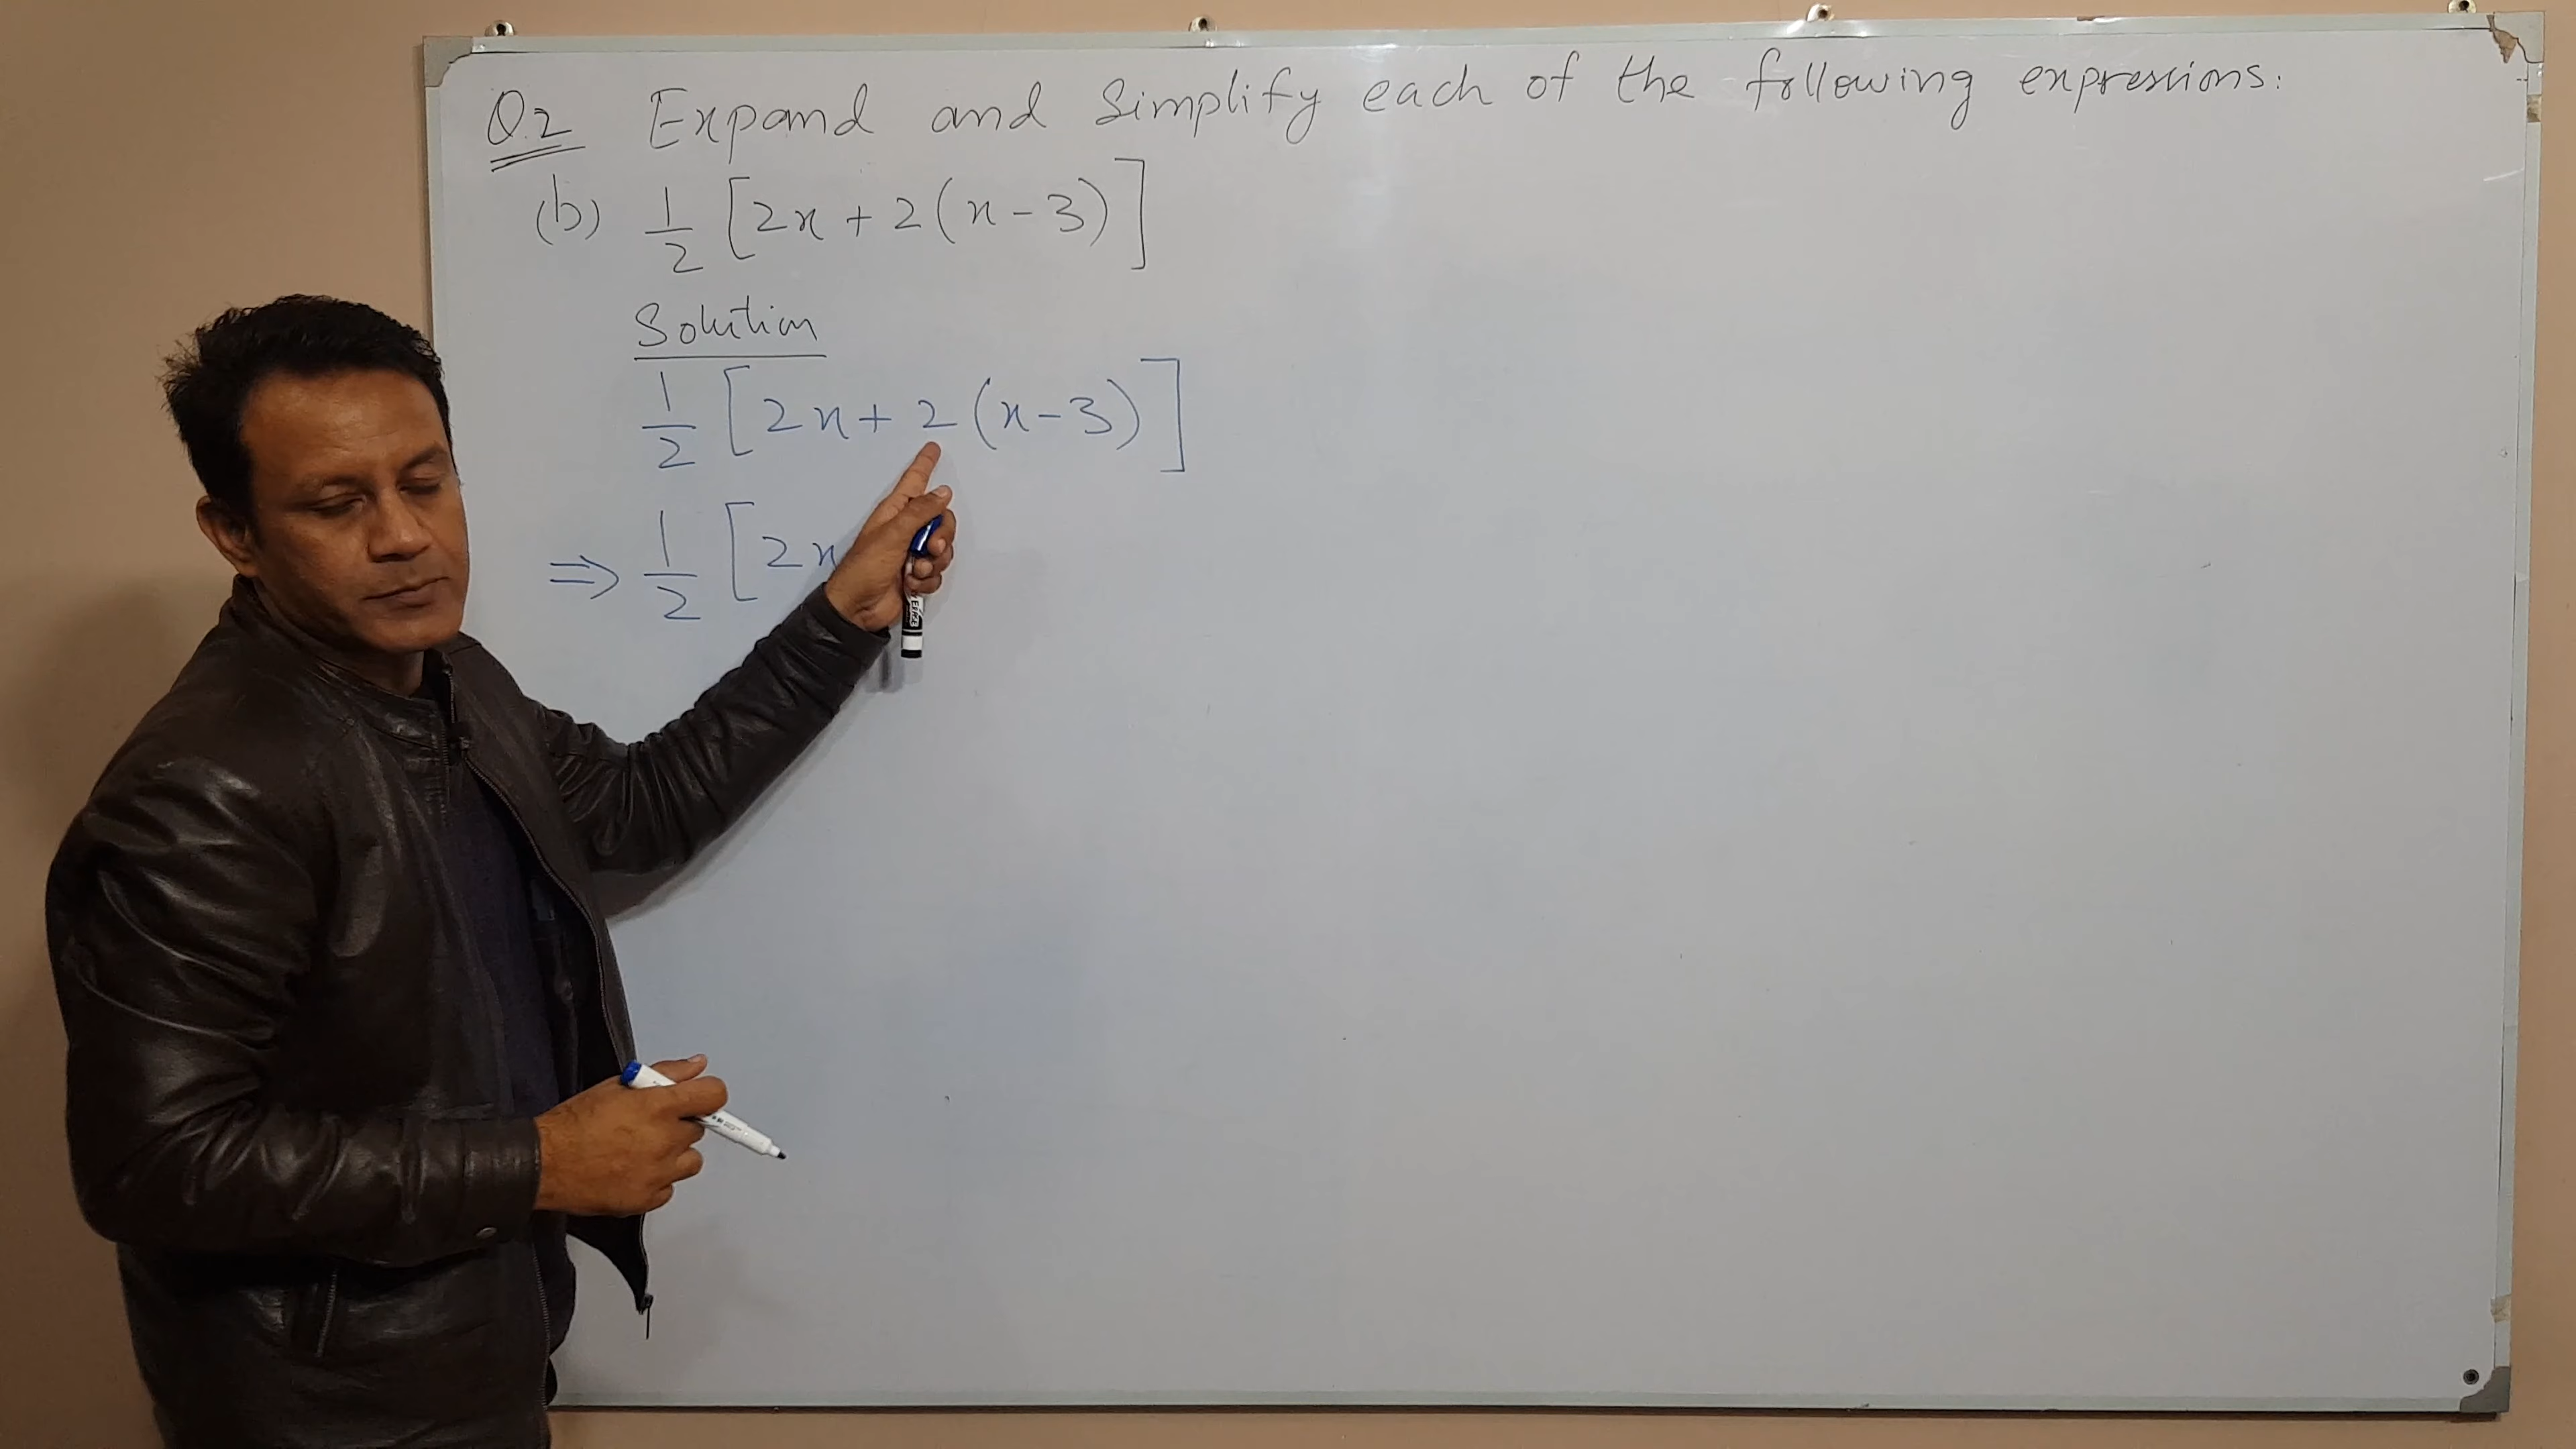 Q.2 Expand and Simplify each of the following expressions:
(b) 1/2 [2x + 2(x - 3)]
Solution
1/2 [2x + 2(x - 3)]
⇒ 1/2 [2x